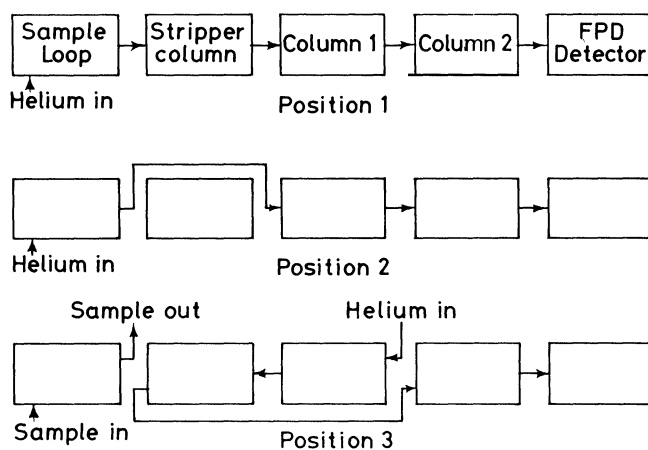 Sample Loop
Stripper column
Column 1
Column 2
FPD Detector
Helium in
Position 1
Helium in
Position 2
Sample out
Helium in
Sample in
Position 3